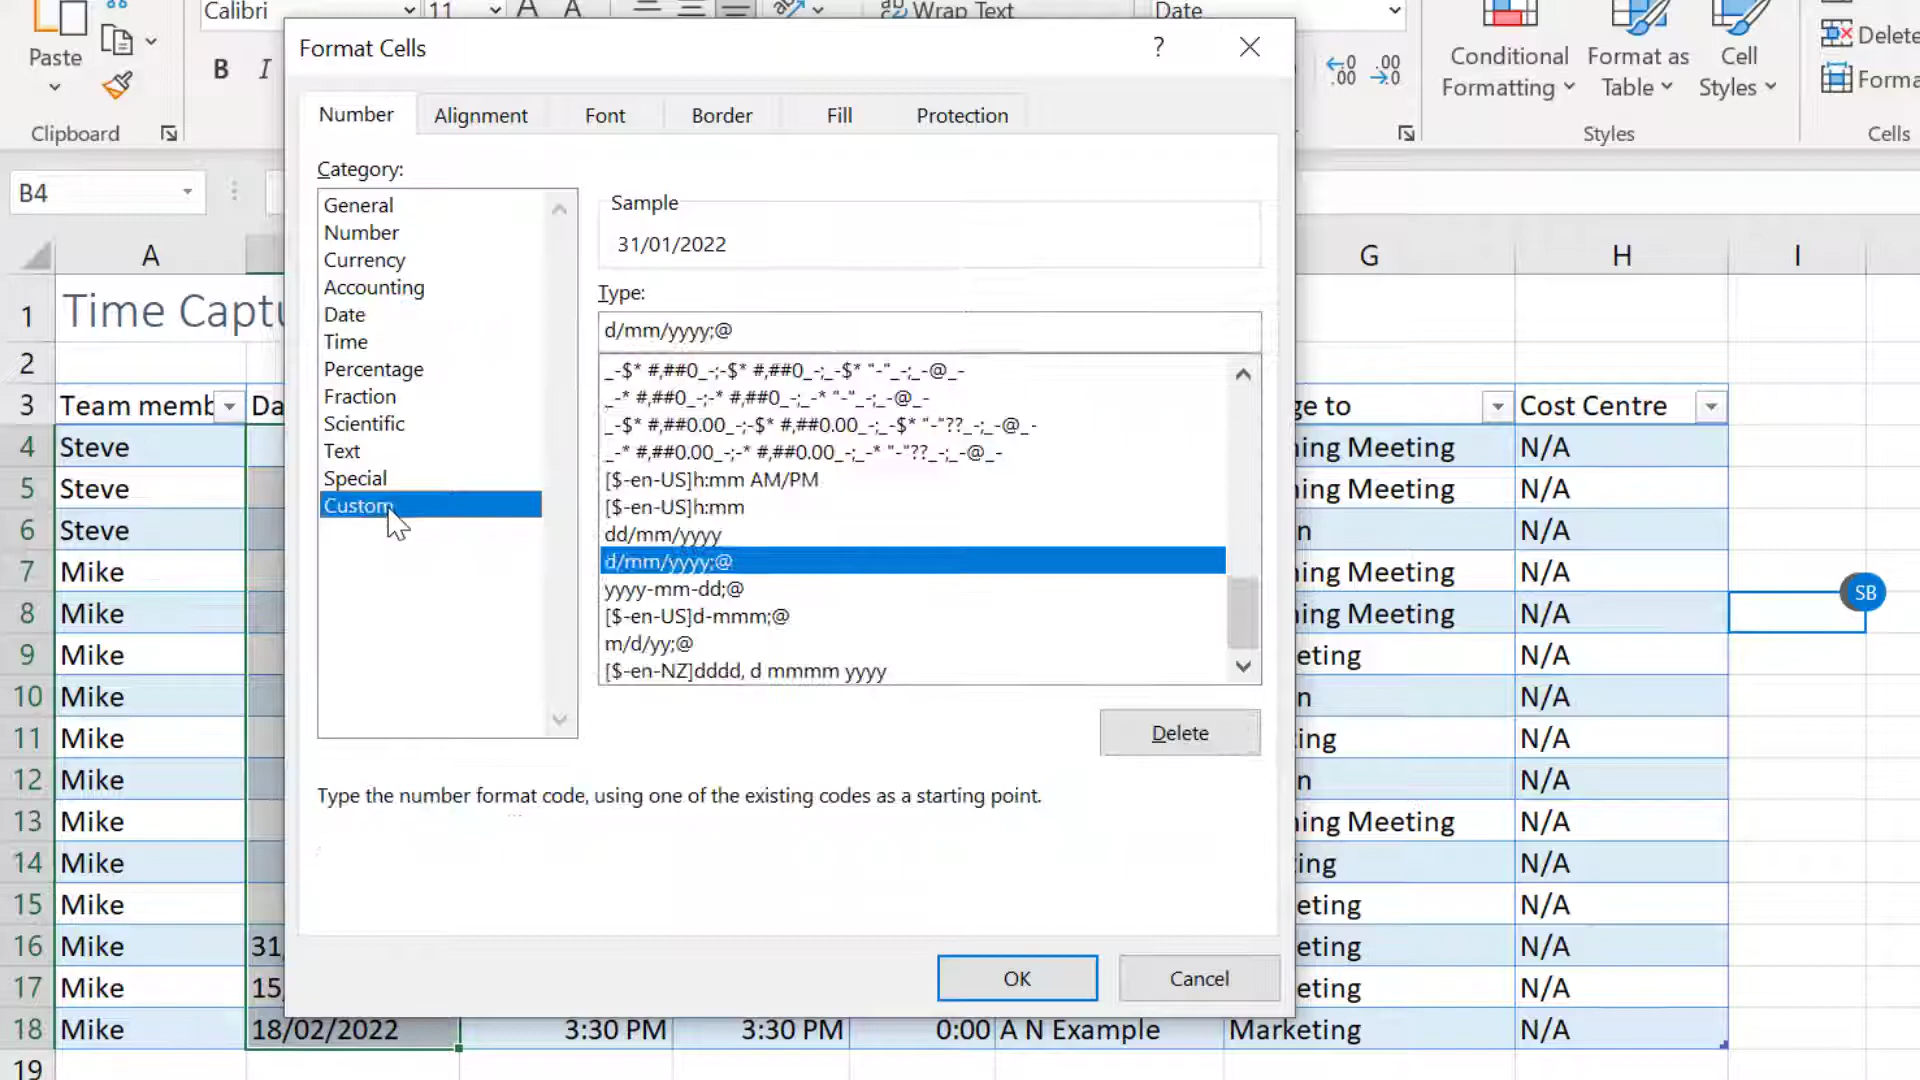 Calibri 11 A A Wrap Text Date
Paste B I Conditional Formatting Format as Table Cell Styles Delete
Clipboard Styles Cells
Format Cells ?
Number Alignment Font Border Fill Protection
B4
Category:
General
Number
Currency
Accounting
Date
Time
Percentage
Fraction
Scientific
Text
Special
Custom
Sample
31/01/2022
Type:
d/mm/yyyy;@
_-$* #,##0_-;-$* #,##0_-;_-$* "-"_-;_-@_-
_-* #,##0_-;-* #,##0_-;_-* "-"_-;_-@_-
_-$* #,##0.00_-;-$* #,##0.00_-;_-$* "-"??_-;_-@_-
_-* #,##0.00_-;-* #,##0.00_-;_-* "-"??_-;_-@_-
[$-en-US]h:mm AM/PM
[$-en-US]h:mm
dd/mm/yyyy
d/mm/yyyy;@
yyyy-mm-dd;@
[$-en-US]d-mmm;@
m/d/yy;@
[$-en-NZ]dddd, d mmmm yyyy
Delete
Type the number format code, using one of the existing codes as a starting point.
OK Cancel
A G H I
1 Time Captu
2
3 Team memb Da ge to Cost Centre
4 Steve ning Meeting N/A
5 Steve ning Meeting N/A
6 Steve n N/A
7 Mike ning Meeting N/A
8 Mike ning Meeting N/A SB
9 Mike eting N/A
10 Mike n N/A
11 Mike ting N/A
12 Mike n N/A
13 Mike ning Meeting N/A
14 Mike ting N/A
15 Mike eting N/A
16 Mike 31 eting N/A
17 Mike 15 eting N/A
18 Mike 18/02/2022 3:30 PM 3:30 PM 0:00 A N Example Marketing N/A
19